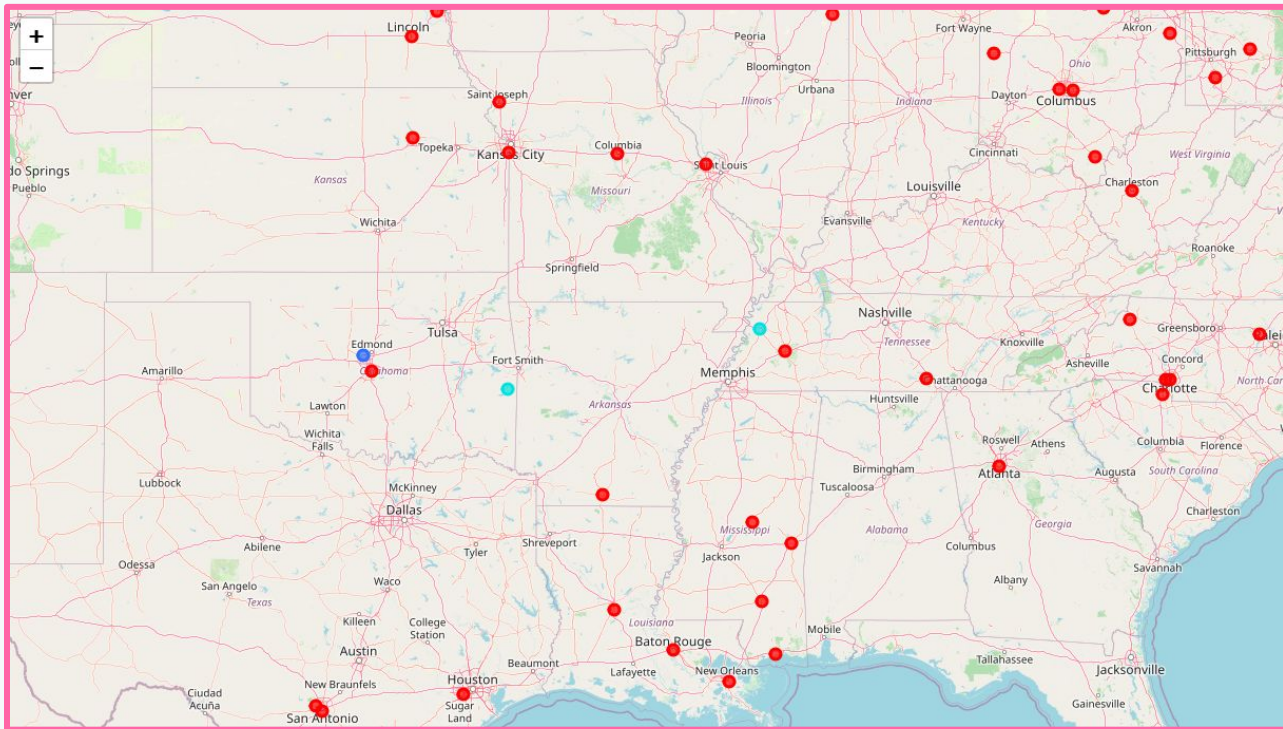 +
−
Lincoln
Peoria
Fort Wayne
Akron
Pittsburgh
Bloomington
Ohio
Urbana
Illinois
Indiana
Dayton
Columbus
Saint Joseph
Topeka
Kansas City
Columbia
Saint Louis
Cincinnati
West Virginia
do Springs
Kansas
Missouri
Louisville
Charleston
Pueblo
Wichita
Evansville
Kentucky
Roanoke
Springfield
Tulsa
Nashville
Greensboro
Edmond
Fort Smith
Tennessee
Knoxville
Asheville
Concord
Amarillo
Oklahoma
Memphis
Chattanooga
Charlotte
North Car
Lawton
Arkansas
Huntsville
Wichita
Falls
Roswell
Athens
Columbia
Florence
Lubbock
McKinney
Birmingham
Atlanta
Augusta
South Carolina
Dallas
Tuscaloosa
Charleston
Abilene
Tyler
Shreveport
Mississippi
Jackson
Alabama
Georgia
Columbus
Odessa
San Angelo
Waco
Albany
Savannah
Texas
Killeen
College
Station
Louisiana
Baton Rouge
Mobile
Austin
Beaumont
Lafayette
New Orleans
Tallahassee
Jacksonville
Ciudad
Acuña
New Braunfels
Houston
Sugar
Land
Gainesville
San Antonio